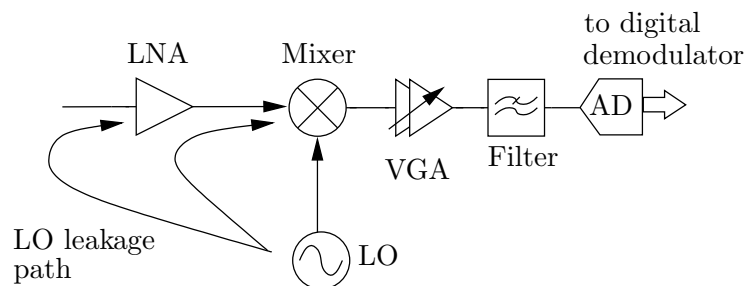 to digital
demodulator
LNA
Mixer
AD
VGA
Filter
LO leakage
path
LO